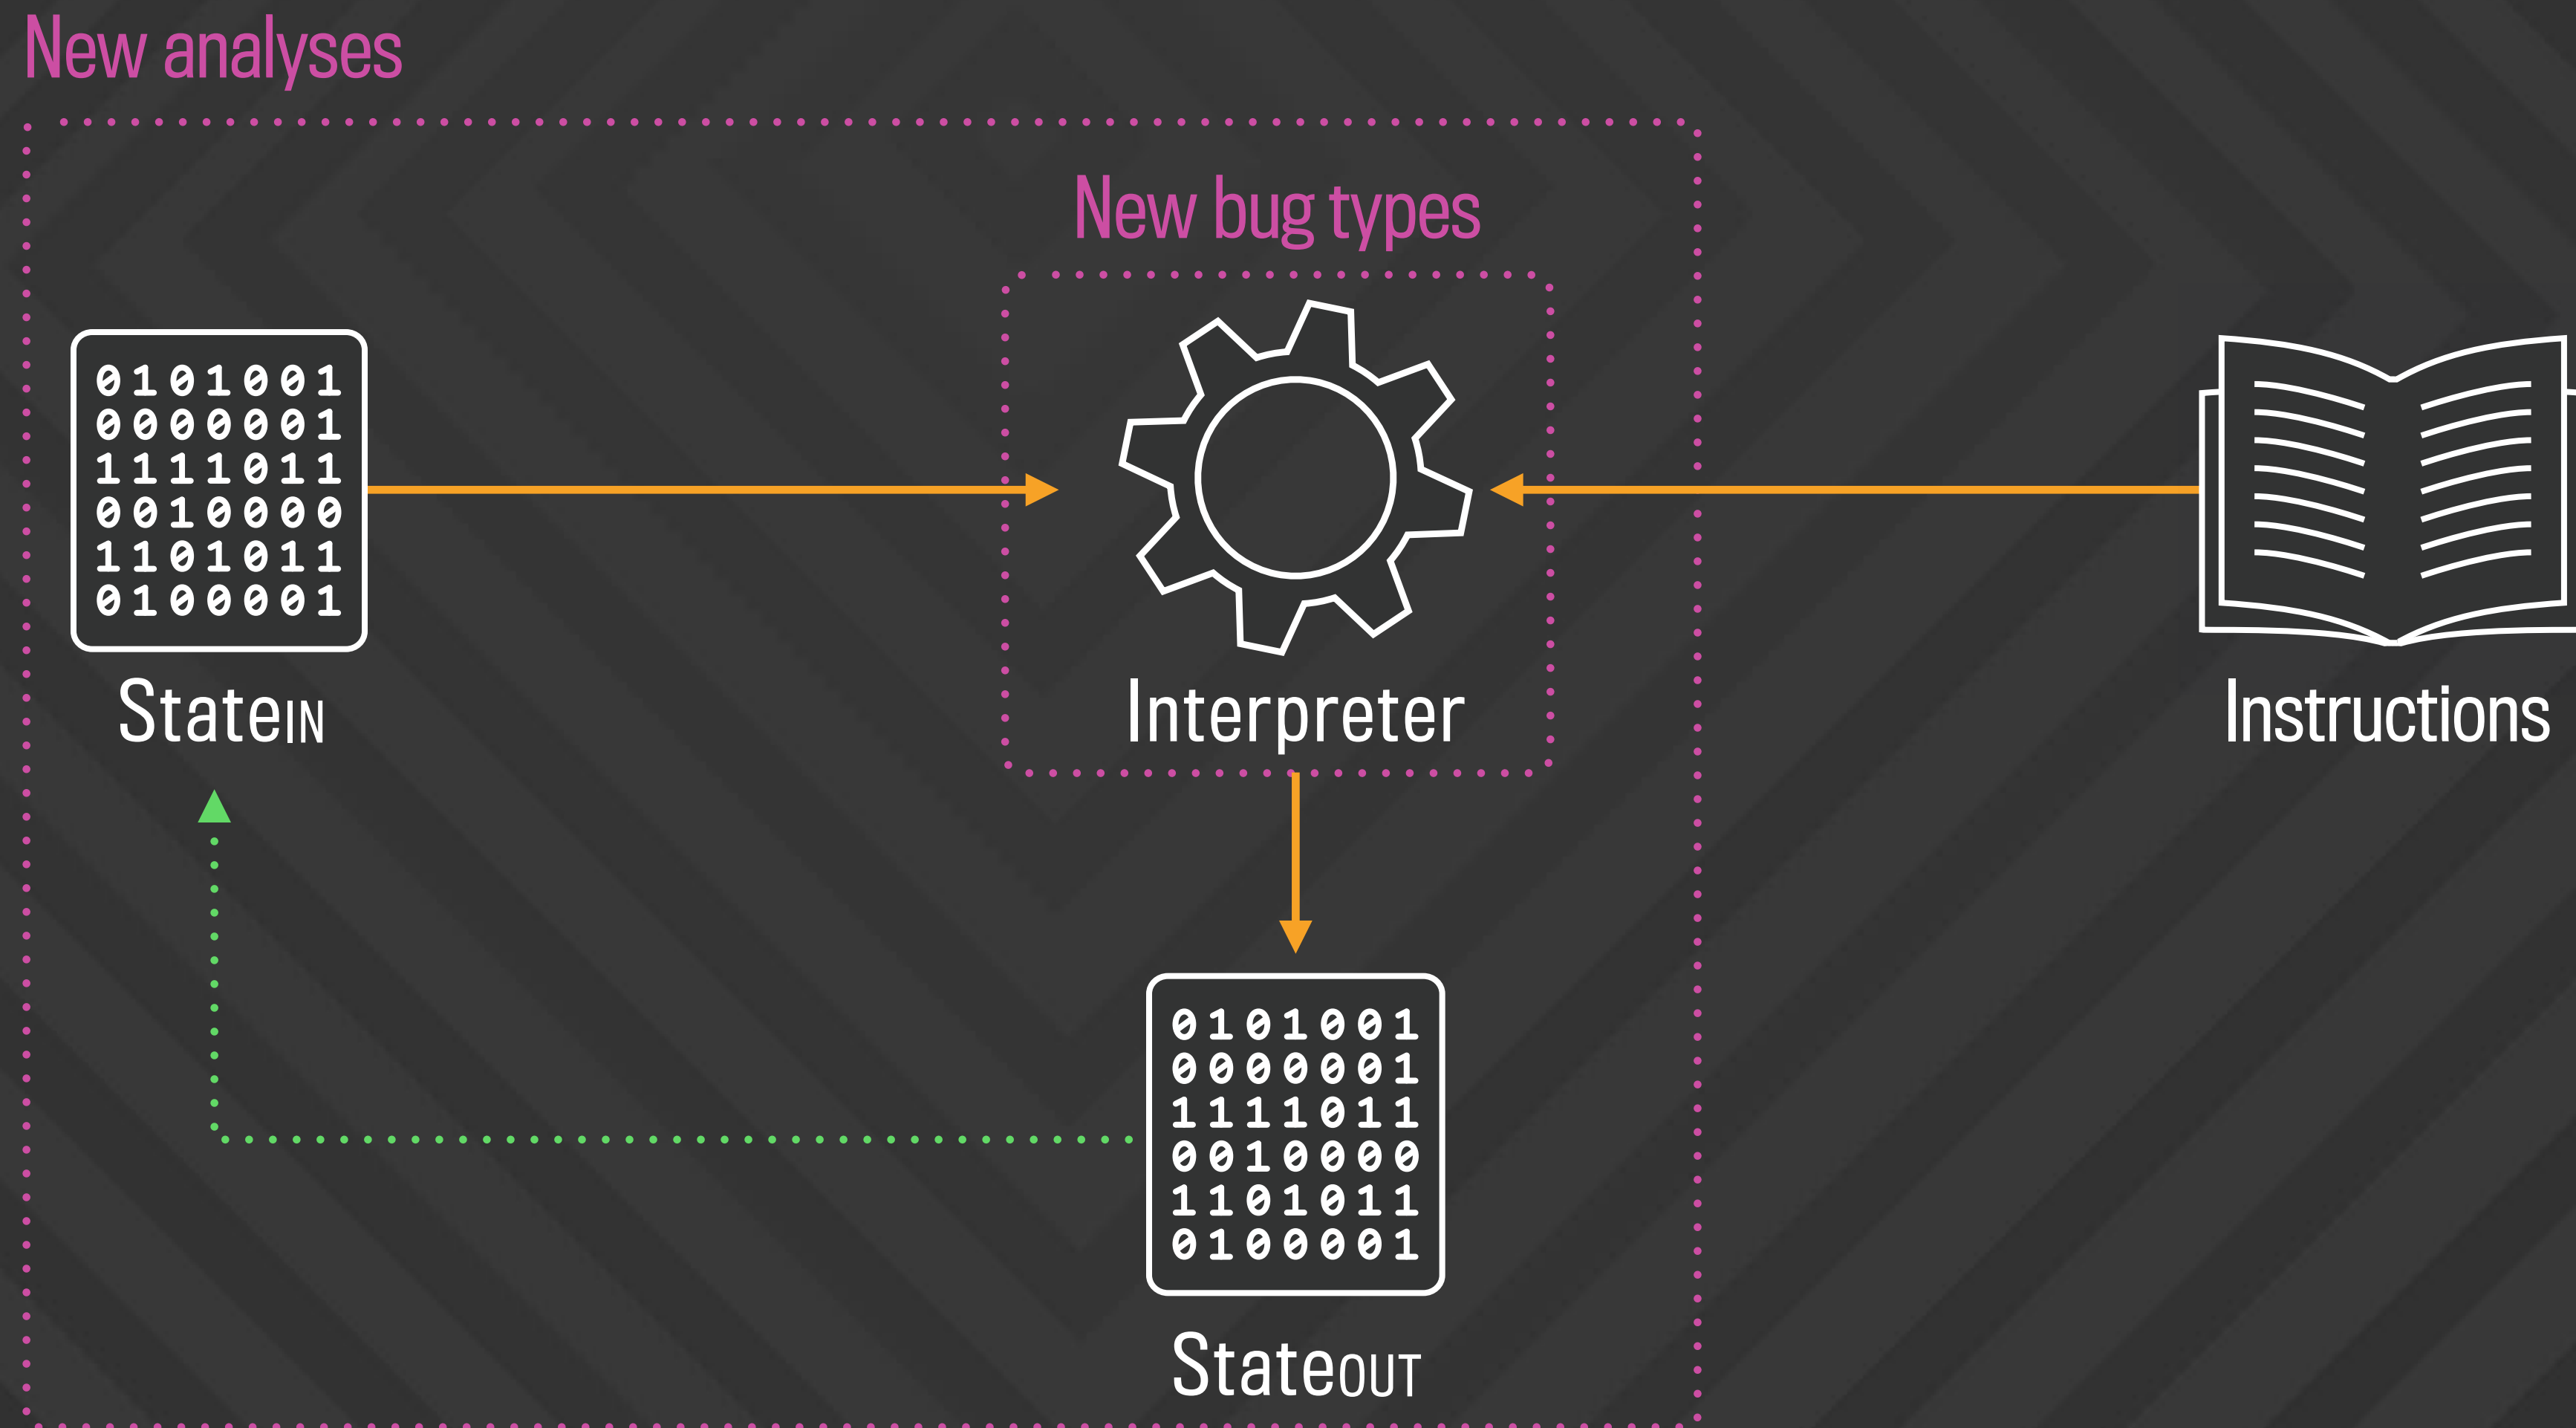 New analyses
New bug types
0101001
0000001
1111011
0010000
1101011
0100001
StateIN
Interpreter
Instructions
0101001
0000001
1111011
0010000
1101011
0100001
StateOUT